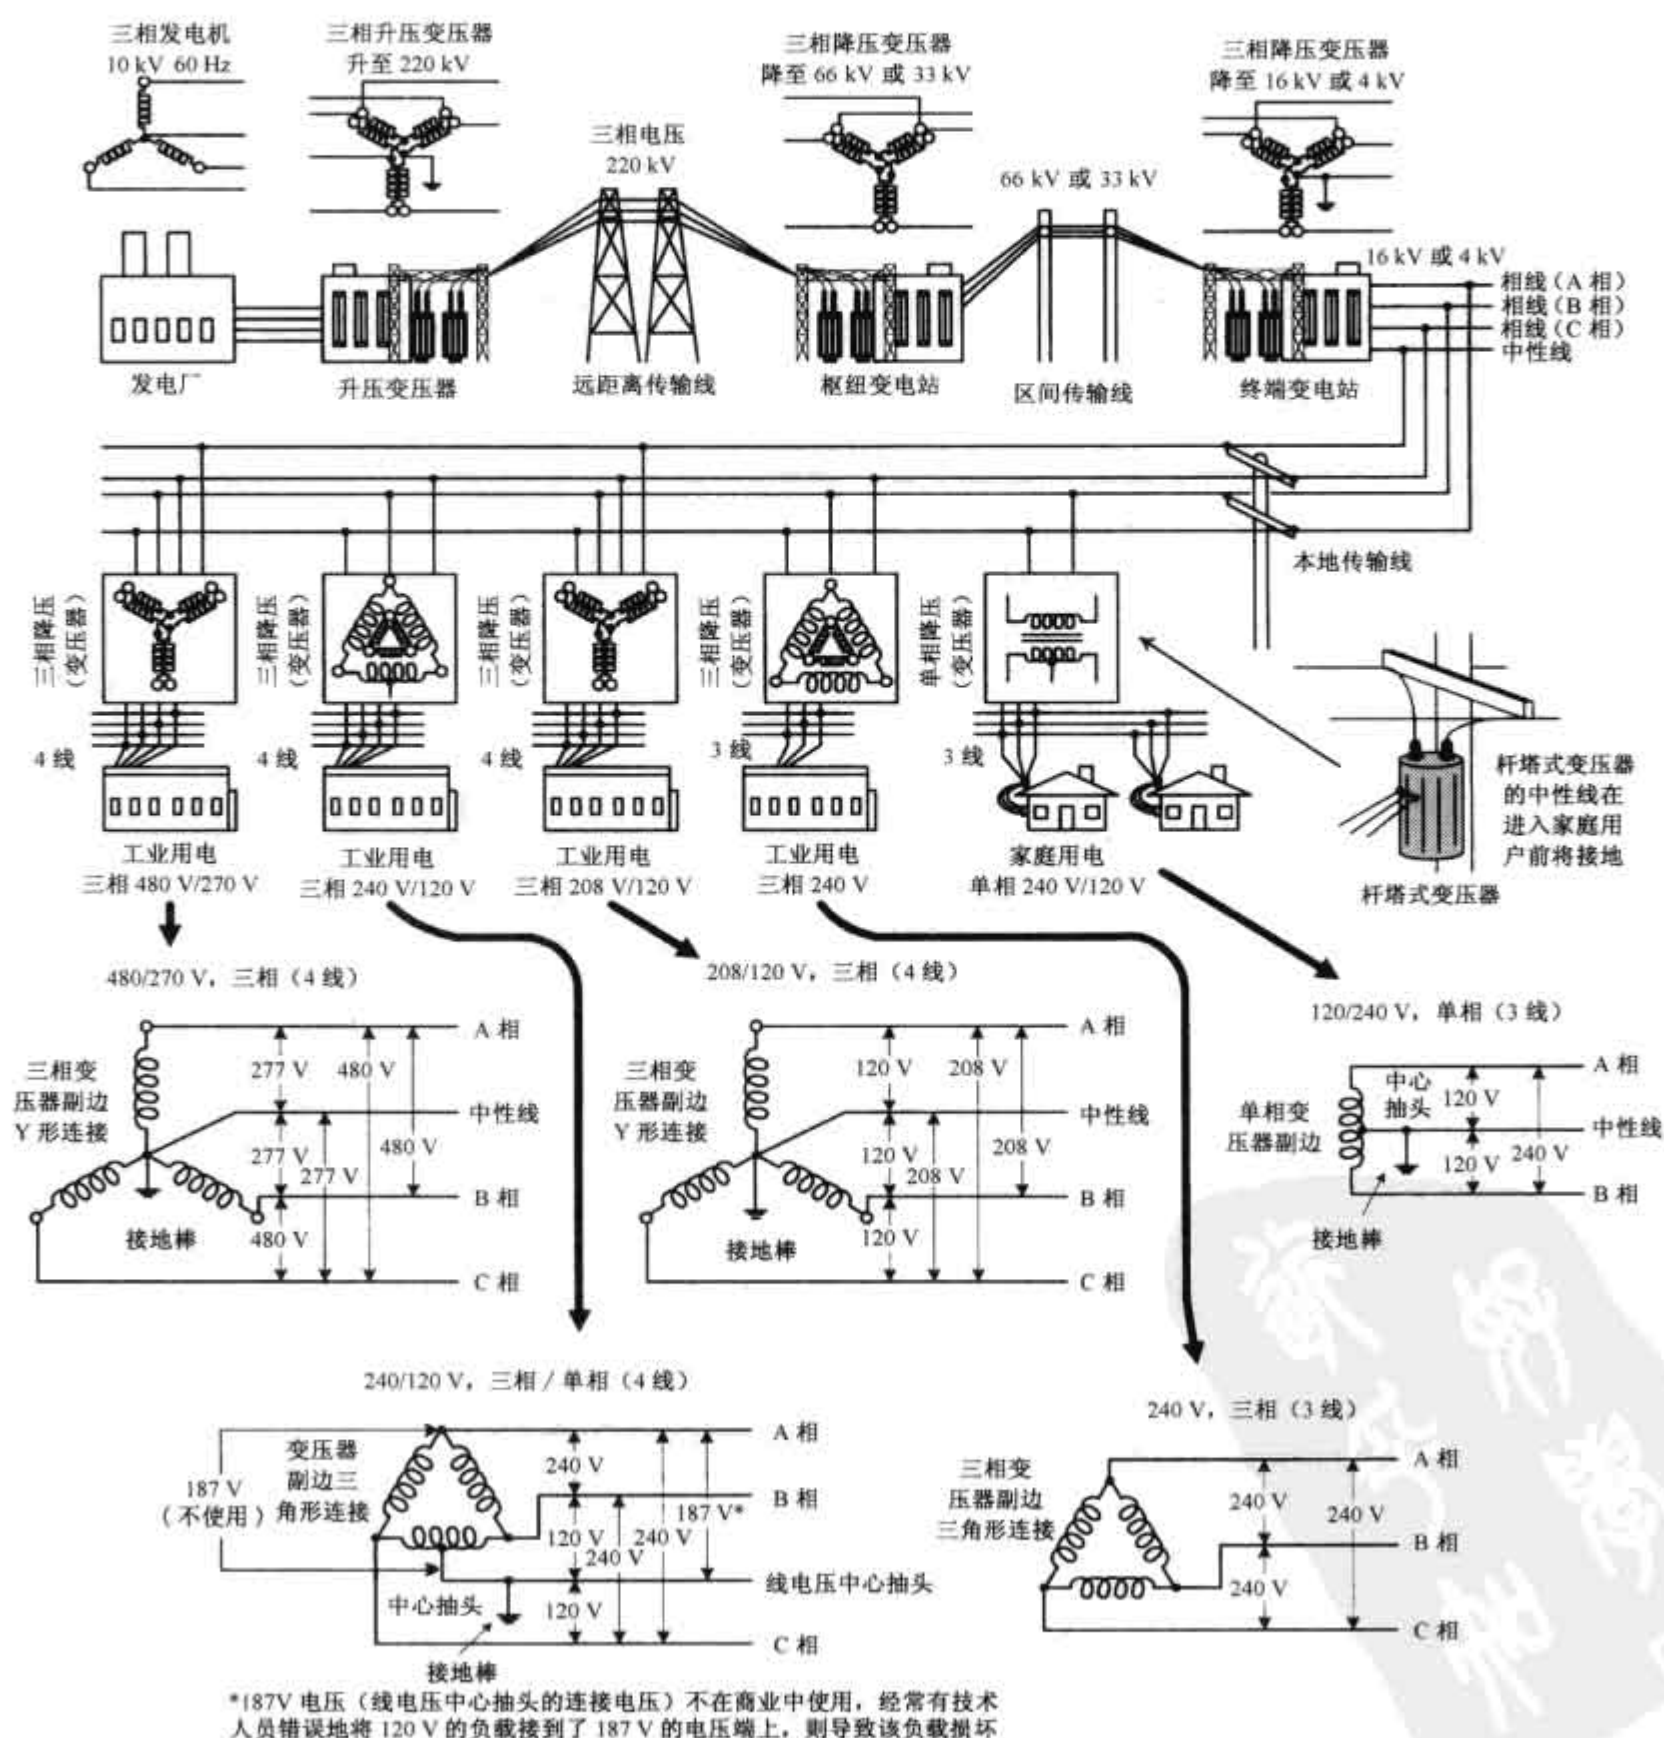 三相发电机
10 kV 60 Hz
三相升压变压器
升至 220 kV
三相电压
220 kV
三相降压变压器
降至 66 kV 或 33 kV
66 kV 或 33 kV
三相降压变压器
降至 16 kV 或 4 kV
16 kV 或 4 kV
相线（A 相）
相线（B 相）
相线（C 相）
中性线
发电厂
升压变压器
远距离传输线
枢纽变电站
区间传输线
终端变电站
本地传输线
三相降压
（变压器）
三相降压
（变压器）
三相降压
（变压器）
三相降压
（变压器）
单相降压
（变压器）
4 线
4 线
4 线
3 线
3 线
工业用电
三相 480 V/270 V
工业用电
三相 240 V/120 V
工业用电
三相 208 V/120 V
工业用电
三相 240 V
家庭用电
单相 240 V/120 V
杆塔式变压器
的中性线在
进入家庭用
户前将接地
杆塔式变压器
480/270 V，三相（4 线）
三相变
压器副边
Y 形连接
接地棒
277 V
480 V
277 V
277 V
480 V
480 V
A 相
中性线
B 相
C 相
208/120 V，三相（4 线）
三相变
压器副边
Y 形连接
接地棒
120 V
208 V
120 V
208 V
208 V
120 V
A 相
中性线
B 相
C 相
120/240 V，单相（3 线）
单相变
压器副边
中心
抽头
120 V
120 V
240 V
A 相
中性线
B 相
接地棒
240/120 V，三相 / 单相（4 线）
变压器
副边三
角形连接
187 V
（不使用）
240 V
120 V
240 V
240 V
187 V*
120 V
中心抽头
接地棒
A 相
B 相
线电压中心抽头
C 相
240 V，三相（3 线）
三相变
压器副边
三角形连接
240 V
240 V
240 V
A 相
B 相
C 相
*187V 电压（线电压中心抽头的连接电压）不在商业中使用，经常有技术
人员错误地将 120 V 的负载接到了 187 V 的电压端上，则导致该负载损坏